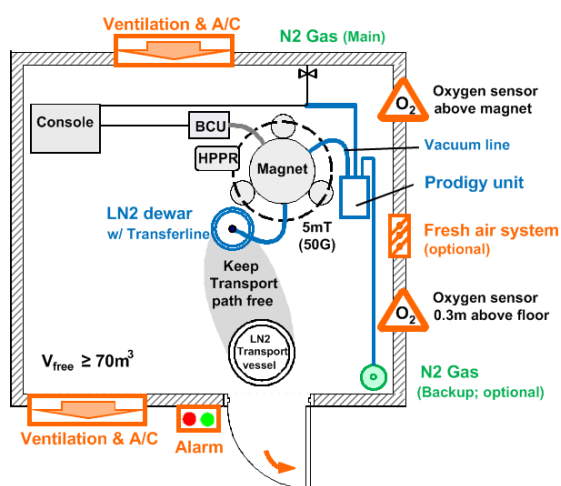 Ventilation & A/C
N2 Gas (Main)
O2
Oxygen sensor
above magnet
Console
BCU
HPPR
Magnet
Vacuum line
Prodigy unit
LN2 dewar
w/ Transferline
5mT
(50G)
Fresh air system
(optional)
Keep
Transport
path free
O2
Oxygen sensor
0.3m above floor
LN2
Transport
vessel
Vfree ≥ 70m3
N2 Gas
(Backup; optional)
Ventilation & A/C
Alarm